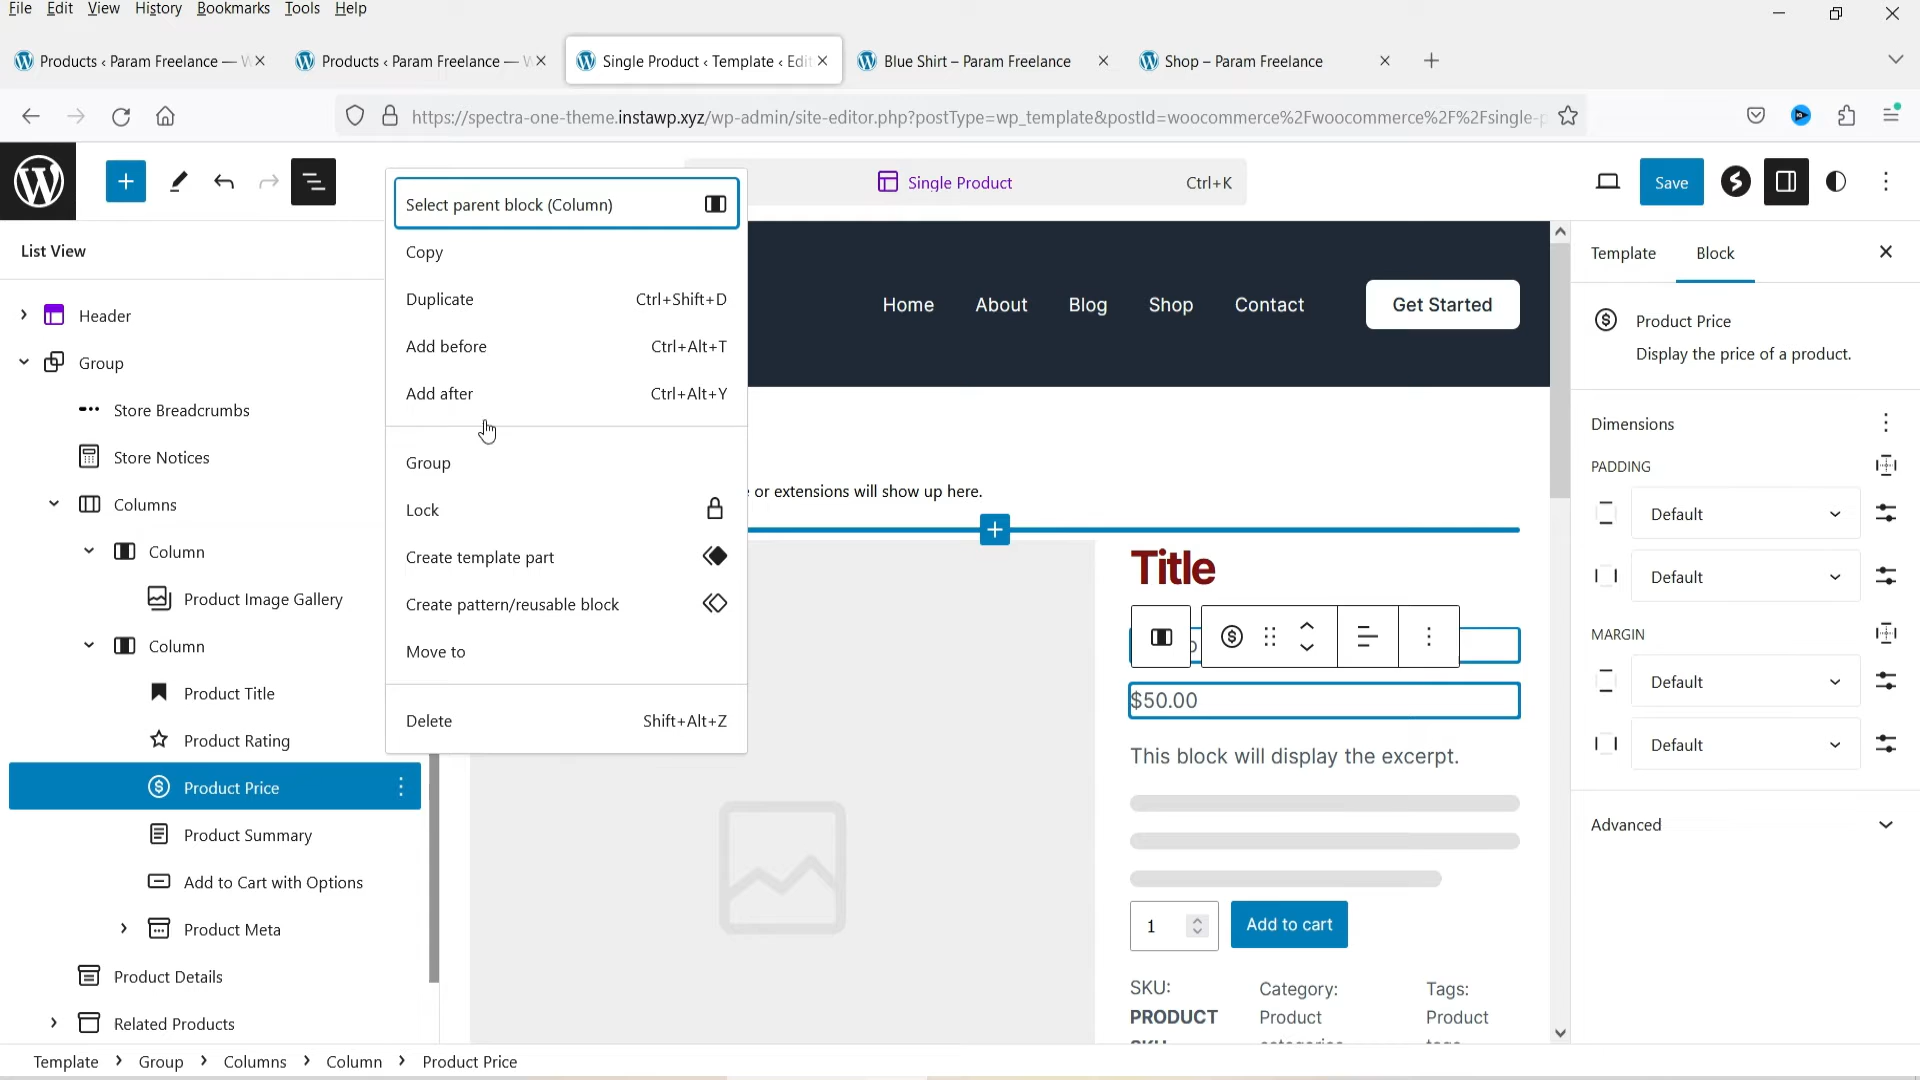 File Edit View History Bookmarks Tools Help
Products ‹ Param Freelance — W
Products ‹ Param Freelance — W
Single Product ‹ Template ‹ Edit
Blue Shirt – Param Freelance
Shop – Param Freelance
https://spectra-one-theme.instawp.xyz/wp-admin/site-editor.php?postType=wp_template&postId=woocommerce%2Fwoocommerce%2F%2Fsingle-p
Single Product Ctrl+K
Save
List View
Header
Group
Store Breadcrumbs
Store Notices
Columns
Column
Product Image Gallery
Column
Product Title
Product Rating
Product Price
Product Summary
Add to Cart with Options
Product Meta
Product Details
Related Products
Select parent block (Column)
Copy
Duplicate Ctrl+Shift+D
Add before Ctrl+Alt+T
Add after Ctrl+Alt+Y
Group
Lock
Create template part
Create pattern/reusable block
Move to
Delete Shift+Alt+Z
Home About Blog Shop Contact Get Started
or extensions will show up here.
Title
$50.00
This block will display the excerpt.
1 Add to cart
SKU: Category: Tags:
PRODUCT Product Product
SKU categories tags
Template Block
Product Price
Display the price of a product.
Dimensions
PADDING
Default
Default
MARGIN
Default
Default
Advanced
Template Group Columns Column Product Price